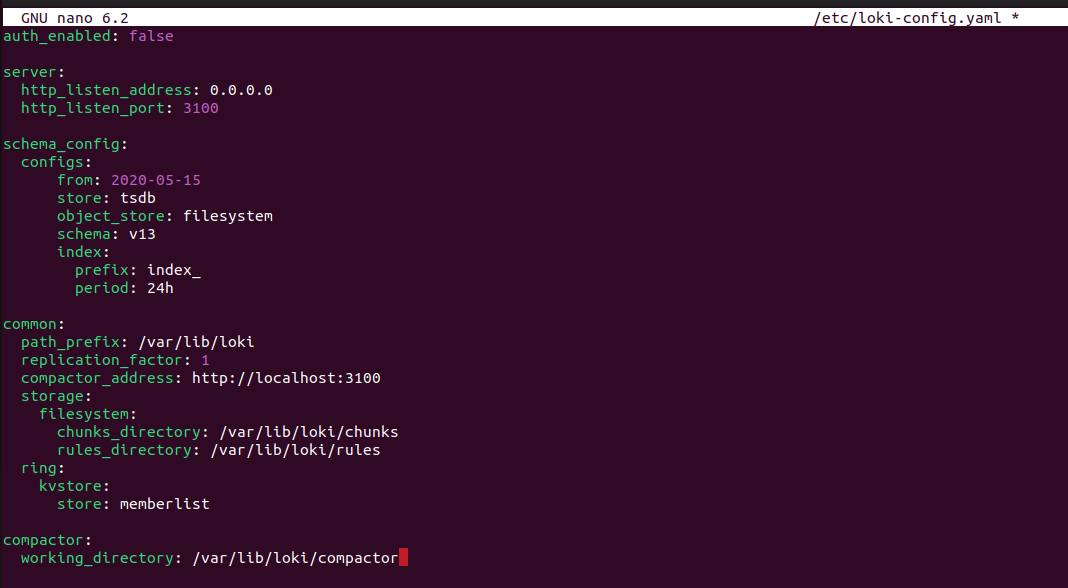 GNU nano 6.2 /etc/loki-config.yaml *
auth_enabled: false
server:
http_listen_address: 0.0.0.0
http_listen_port: 3100
schema_config:
configs:
from: 2020-05-15
store: tsdb
object_store: filesystem
schema: v13
index:
prefix: index_
period: 24h
common:
path_prefix: /var/lib/loki
replication_factor: 1
compactor_address: http://localhost:3100
storage:
filesystem:
chunks_directory: /var/lib/loki/chunks
rules_directory: /var/lib/loki/rules
ring:
kvstore:
store: memberlist
compactor:
working_directory: /var/lib/loki/compactor